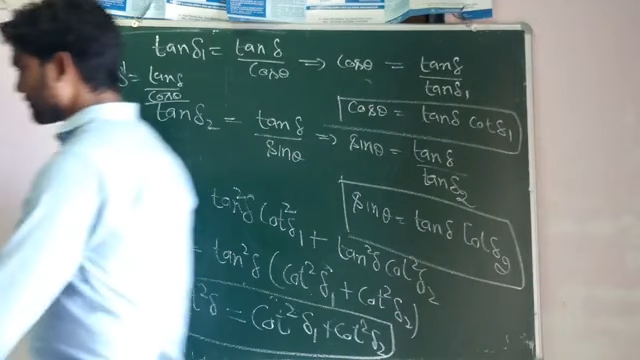 tanδ₁ = tanδ/cosθ ⇒ cosθ = tanδ/tanδ₁
= tanδ/cosθ
cosθ = tanδ cotδ₁
tanδ₂ = tanδ/sinθ ⇒ sinθ = tanδ/tanδ₂
sinθ = tanδ cotδ₂
tan²δ cot²δ₁ + tan²δ cot²δ₂
= tan²δ (cot²δ₁ + cot²δ₂)
t²δ = cot²δ₁ + cot²δ₂